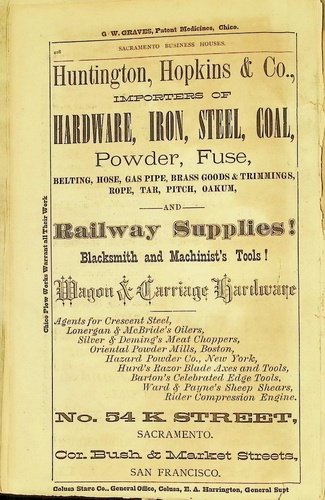 G. W. GRAVES, Patent Medicines, Chico.
SACRAMENTO BUSINESS HOUSES.
Huntington, Hopkins & Co.,
IMPORTERS OF
HARDWARE, IRON, STEEL, COAL,
Powder, Fuse,
BELTING, HOSE, GAS PIPE, BRASS GOODS & TRIMMINGS,
ROPE, TAR, PITCH, OAKUM,
AND
Railway Supplies!
Blacksmith and Machinist's Tools!
Wagon & Carriage Hardware
Agents for Crescent Steel,
Lonergan & McBride's Oilers,
Silver & Deming's Meat Choppers,
Oriental Powder Mills, Boston,
Hazard Powder Co., New York,
Hurd's Razor Blade Axes and Tools,
Barton's Celebrated Edge Tools,
Ward & Payne's Sheep Shears,
Rider Compression Engine.
No. 54 K STREET,
SACRAMENTO.
Cor. Bush & Market Streets,
SAN FRANCISCO.
Colusa Stage Co., General Office, Colusa, E. A. Harrington, General Supt
Chico Plow Works Warrant all Their Work